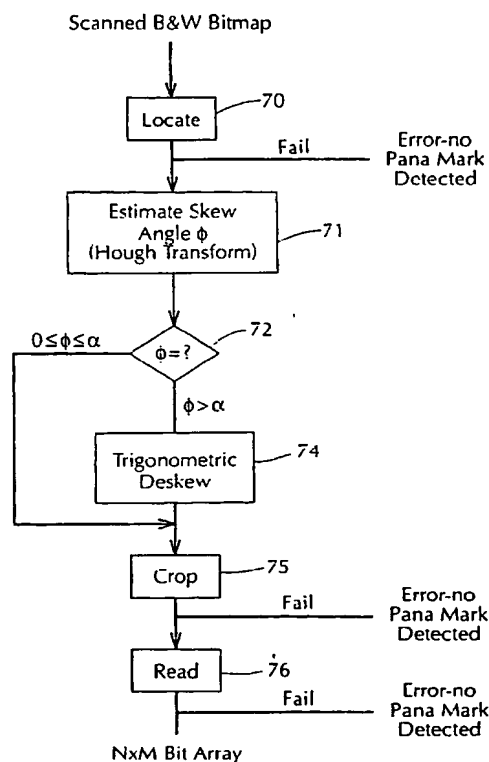 Scanned B&W Bitmap
70
Locate
Fail
Error-no
Pana Mark
Detected
Estimate Skew
Angle ϕ
(Hough Transform)
71
72
0≤ϕ≤α
ϕ=?
ϕ>α
74
Trigonometric
Deskew
75
Crop
Fail
Error-no
Pana Mark
Detected
Read
76
Fail
Error-no
Pana Mark
Detected
NxM Bit Array